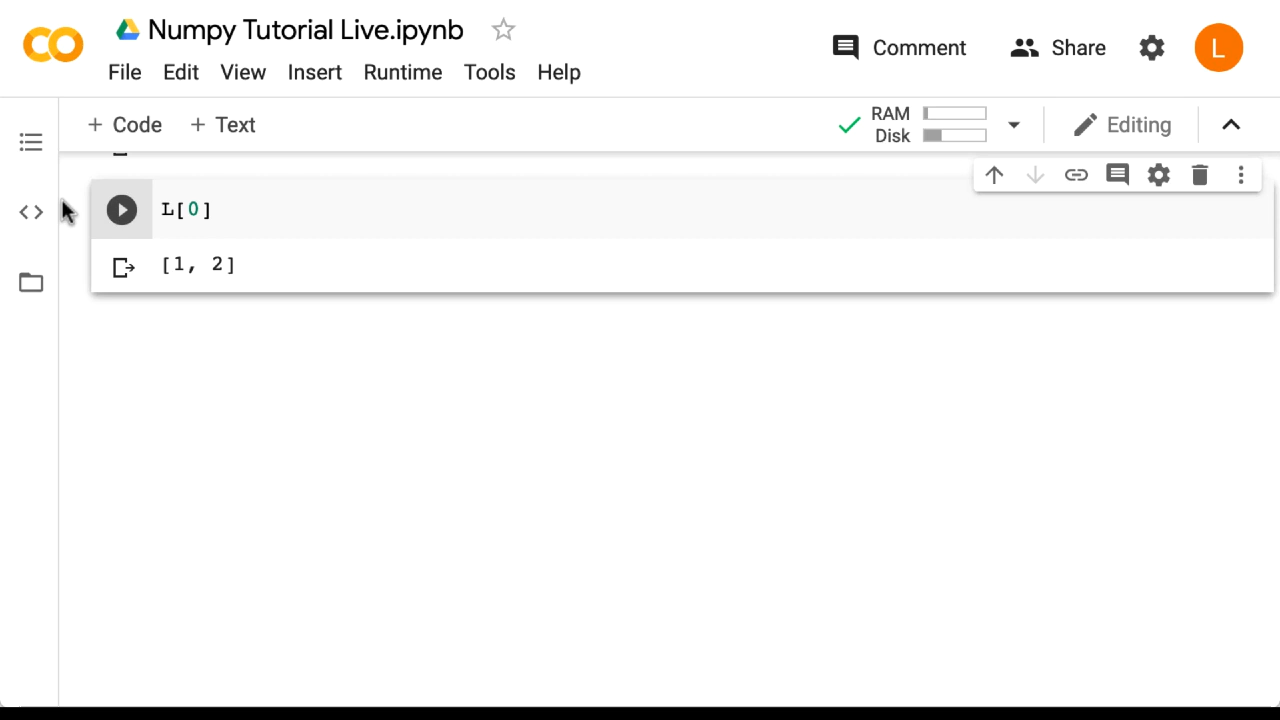 Numpy Tutorial Live.ipynb
File Edit View Insert Runtime Tools Help
Comment Share L
+ Code + Text
RAM
Disk
Editing
L[0]
[1, 2]